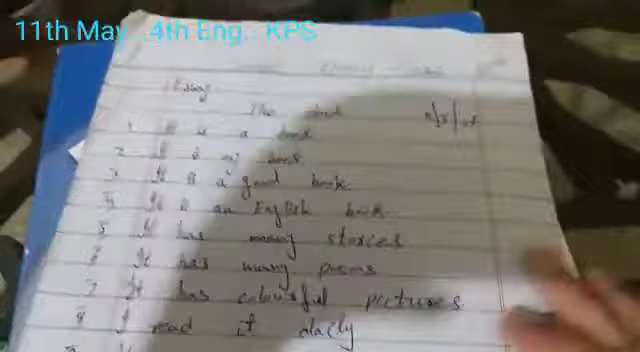 11th May . 4th Eng.. KPS
Essay
The book
1 It is a book
2 It is my book
3 It is a good book
4 It is an English book
5 It has many stories
6 It has many poems
7 It has colourful pictures
8 I read it daily